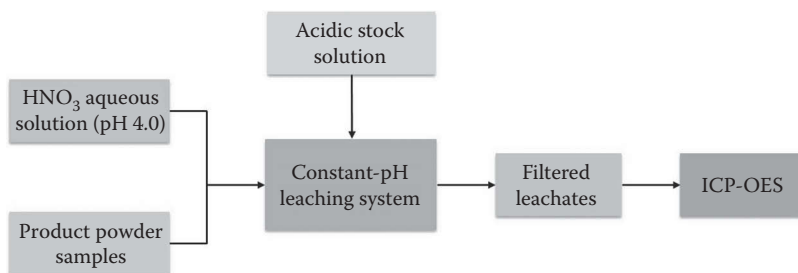 Acidic stock
solution
HNO₃ aqueous
solution (pH 4.0)
Constant-pH
leaching system
Filtered
leachates
ICP-OES
Product powder
samples